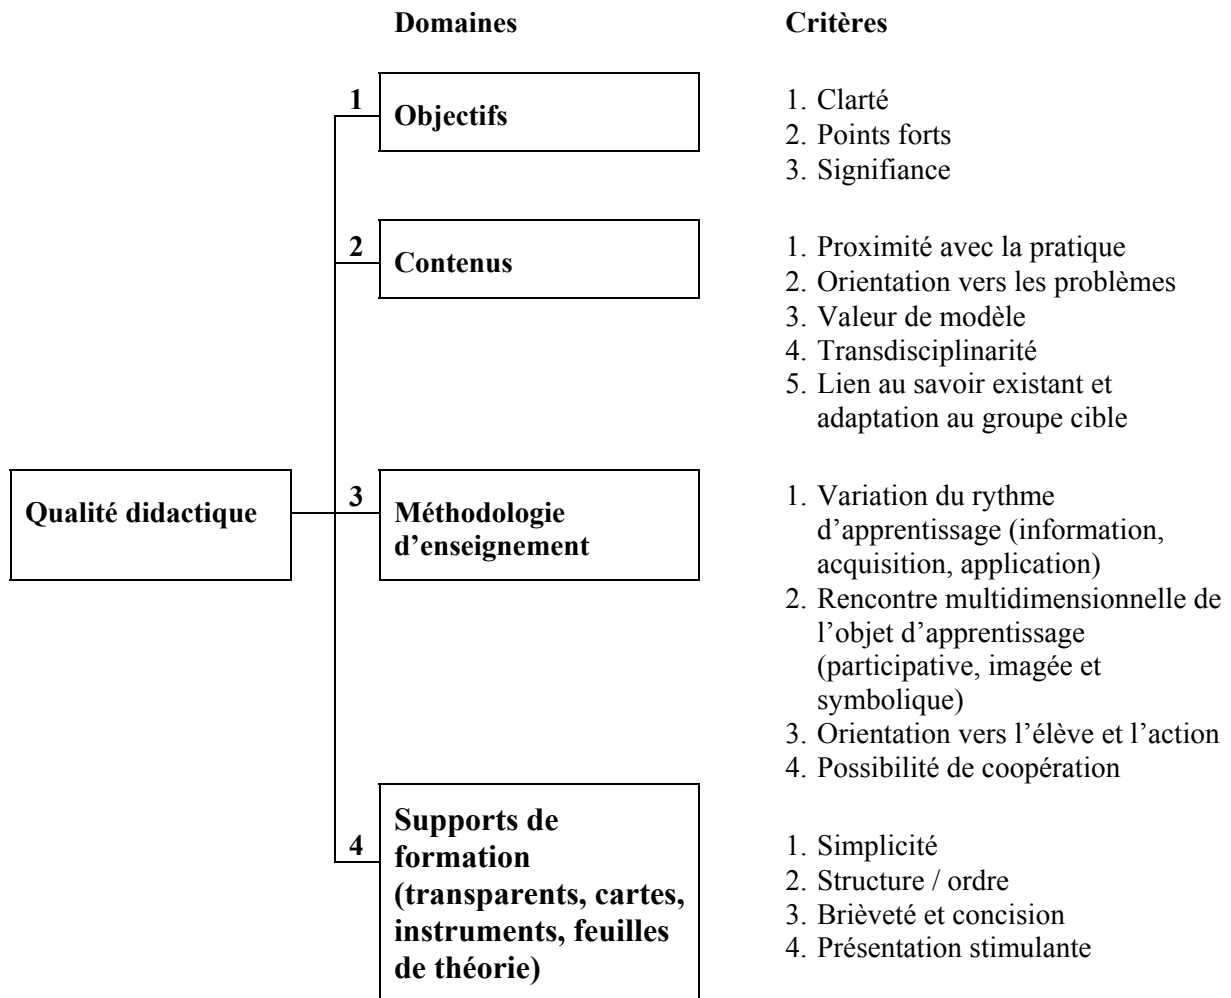 Domaines
Critères
1
Objectifs
1. Clarté
2. Points forts
3. Signifiance
2
Contenus
1. Proximité avec la pratique
2. Orientation vers les problèmes
3. Valeur de modèle
4. Transdisciplinarité
5. Lien au savoir existant et
adaptation au groupe cible
Qualité didactique
3
Méthodologie
d’enseignement
1. Variation du rythme
d’apprentissage (information,
acquisition, application)
2. Rencontre multidimensionnelle de
l’objet d’apprentissage
(participative, imagée et
symbolique)
3. Orientation vers l’élève et l’action
4. Possibilité de coopération
4
Supports de
formation
(transparents, cartes,
instruments, feuilles
de théorie)
1. Simplicité
2. Structure / ordre
3. Brièveté et concision
4. Présentation stimulante